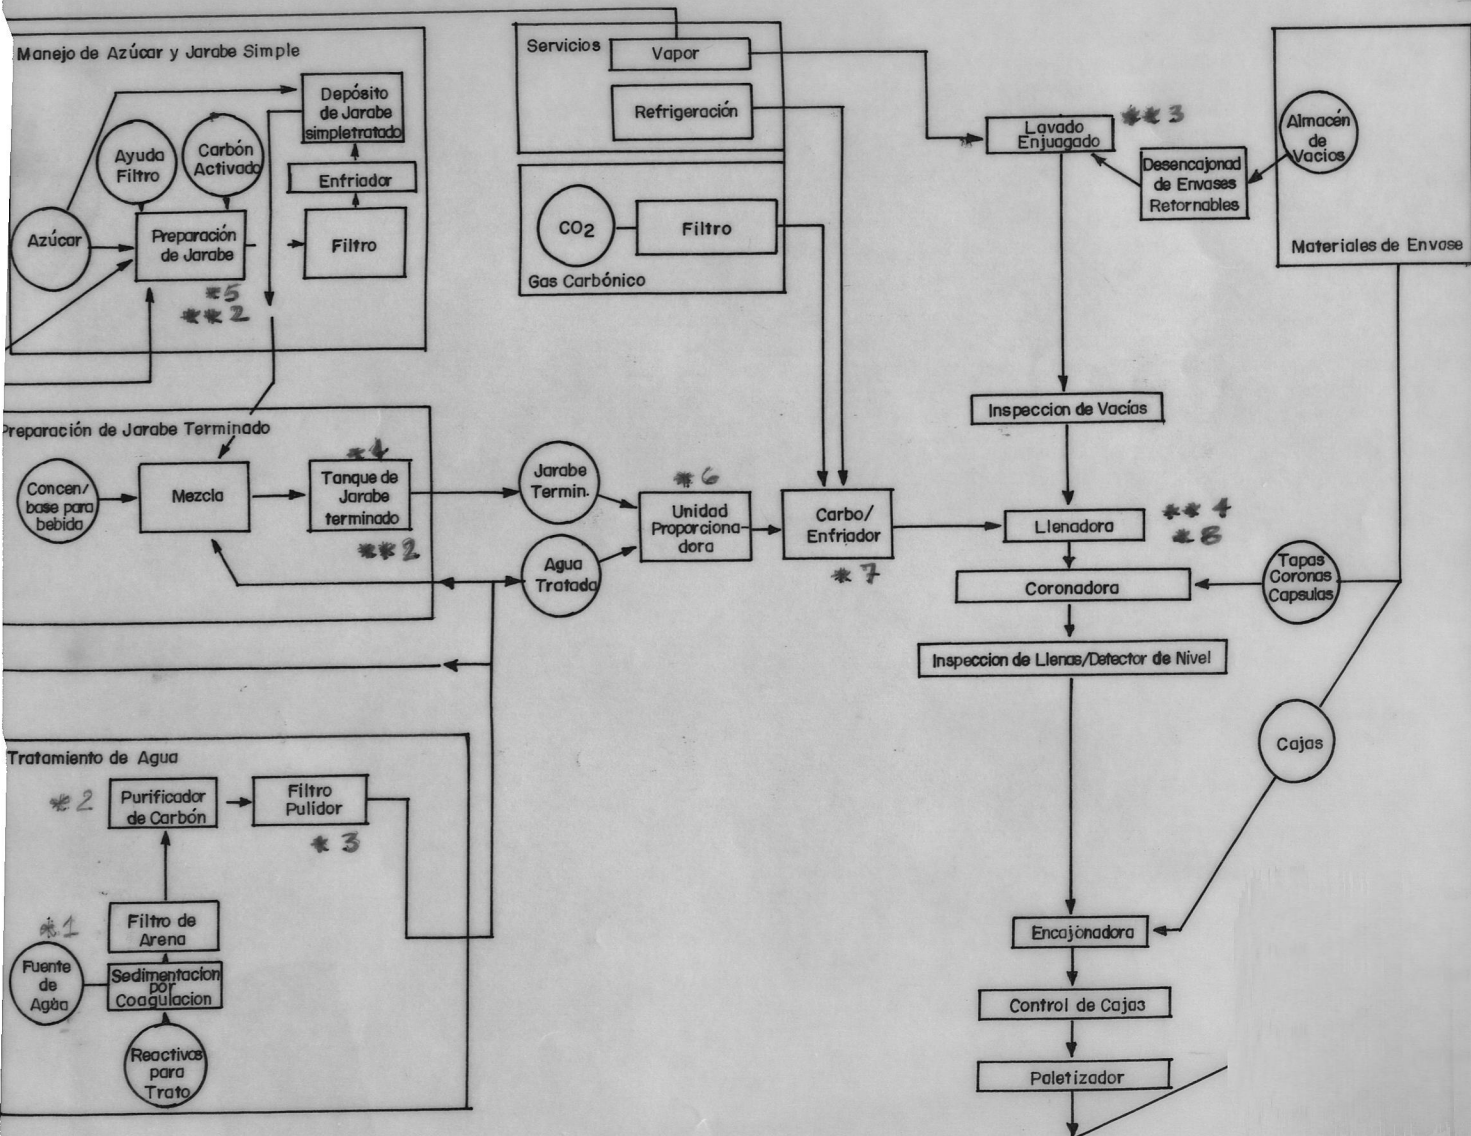 Manejo de Azúcar y Jarabe Simple
Depósito
de Jarabe
simpletratado
Ayuda
Filtro
Carbón
Activado
Enfriador
Azúcar
Preparación
de Jarabe
Filtro
*5
**2
Servicios
Vapor
Refrigeración
CO2
Filtro
Gas Carbónico
Lavado
Enjuagado
**3
*
Desencajonad
de Envases
Retornables
Almacén
de
Vacios
Materiales de Envase
Inspeccion de Vacías
Preparación de Jarabe Terminado
Concen/
base para
bebida
Mezcla
*4
Tanque de
Jarabe
terminado
**2
Jarabe
Termin.
Agua
Tratada
*6
Unidad
Proporciona-
dora
Carbo/
Enfriador
*7
Llenadora
**4
*8
Coronadora
Tapas
Coronas
Capsulas
Inspeccion de Llenas/Detector de Nivel
Cajas
Encajonadora
Control de Cajas
Paletizador
Tratamiento de Agua
*2
Purificador
de Carbón
Filtro
Pulidor
*3
*1
Filtro de
Arena
Fuente
de
Agua
Sedimentacion
por
Coagulacion
Reactivos
para
Trato